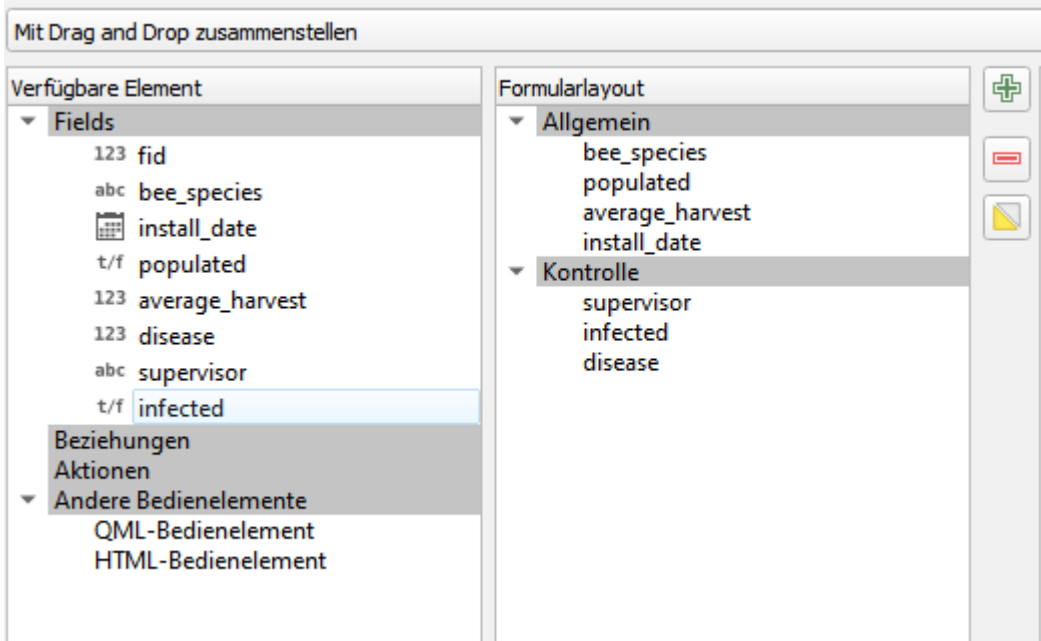 Mit Drag and Drop zusammenstellen
Verfügbare Element
Fields
123 fid
abc bee_species
install_date
t/f populated
123 average_harvest
123 disease
abc supervisor
t/f infected
Beziehungen
Aktionen
Andere Bedienelemente
QML-Bedienelement
HTML-Bedienelement
Formularlayout
Allgemein
bee_species
populated
average_harvest
install_date
Kontrolle
supervisor
infected
disease